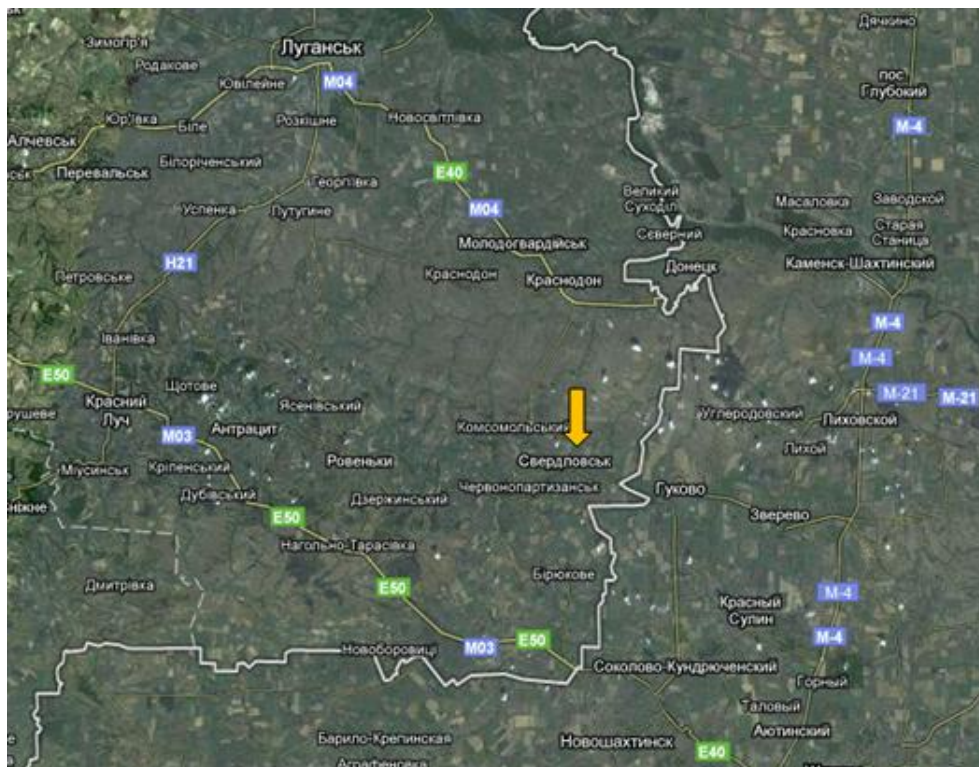 Дячкино
Зимогір'я
Луганськ
Родакове
Ювілейне
M04
пос
Глубокий
Юр'ївка
Біле
Розкішне
Новосвітлівка
M-4
Алчевськ
Перевальськ
Білоріченський
E40
Георгіївка
Великий
Суходіл
Масаловка
Заводской
Успенка
Лутугине
M04
Старая
Станица
Сєверний
Красновка
Молодогвардійськ
H21
Петровське
Краснодон
Краснодон
Донецк
Каменск-Шахтинский
M-4
Іванівка
M-4
E50
Щотове
M-21
M-21
Красний
Луч
Ясенівський
Углеродовский
Лиховской
Антрацит
M03
Комсомольський
Лихой
Міусинськ
Кріпенський
Ровеньки
Свердловськ
Дубівський
Дзержинський
Червонопартизанськ
Гуково
E50
Зверево
Нагольно-Тарасівка
Дмитрівка
E50
Бірюкове
M-4
Красный
Сулин
Новоборовиці
M03
E50
M-4
Соколово-Кундрюченский
Горный
Таловый
Аютинский
Барило-Крепинская
Новошахтинск
E40
Аграфеновка